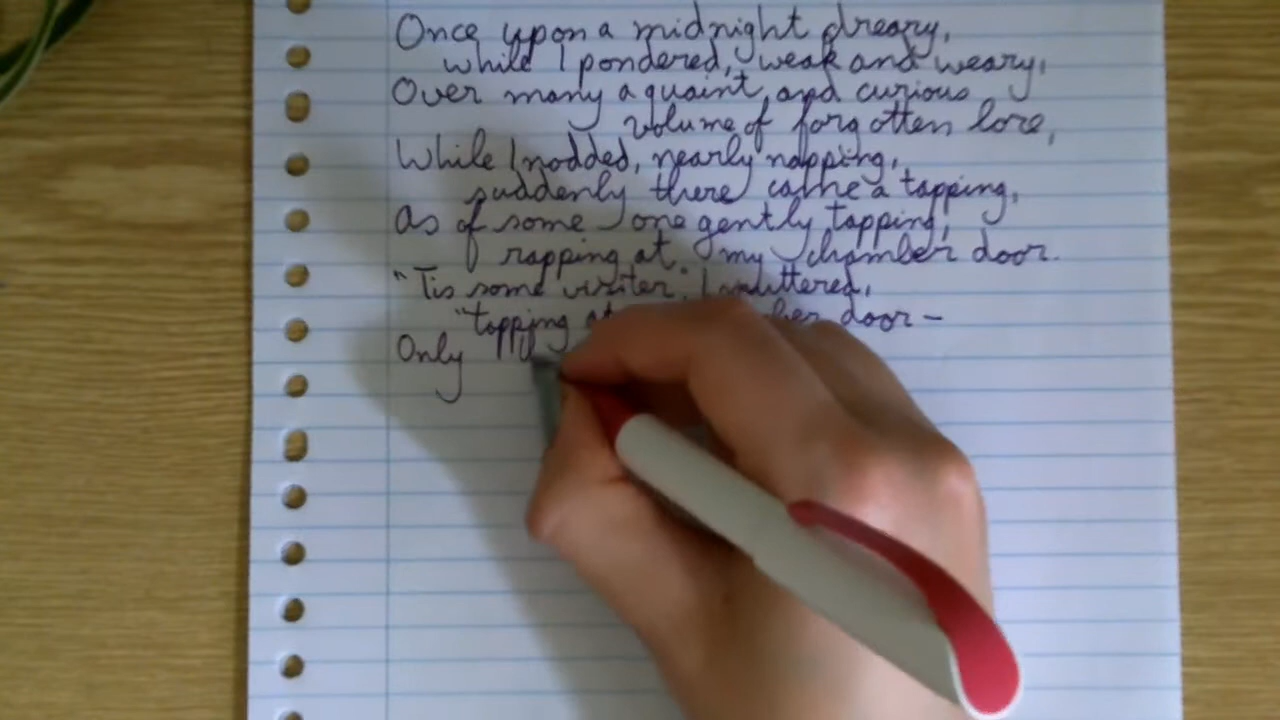 Once upon a midnight dreary,
while I pondered, weak and weary,
Over many a quaint and curious
volume of forgotten lore,
While I nodded, nearly napping,
suddenly there came a tapping,
As of some one gently tapping,
rapping at my chamber door.
"Tis some visiter", I muttered,
"tapping at door –
Only